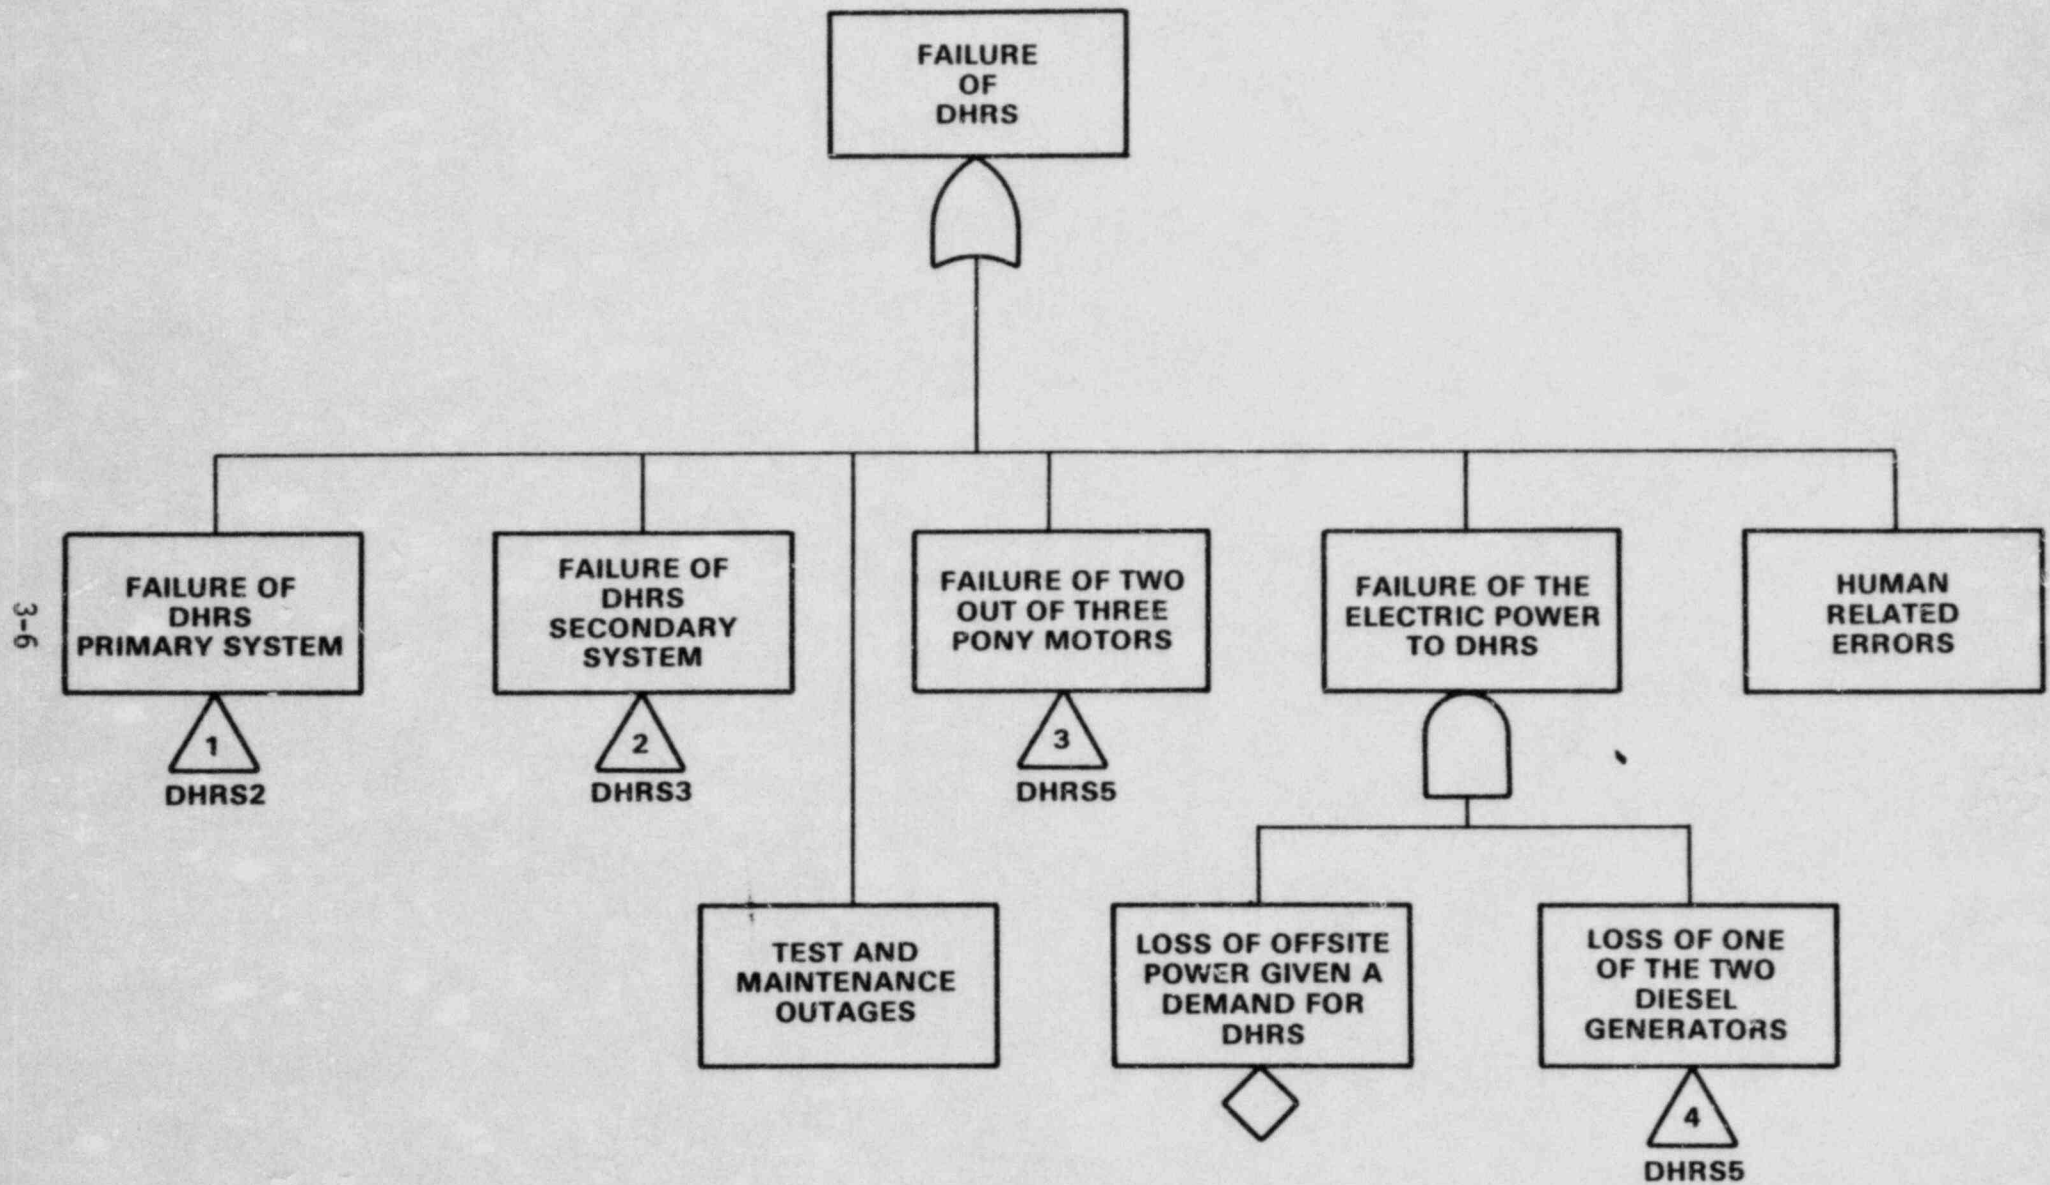 FAILURE
OF
DHRS
FAILURE OF
DHRS
PRIMARY SYSTEM
1
DHRS2
FAILURE OF
DHRS
SECONDARY
SYSTEM
2
DHRS3
FAILURE OF TWO
OUT OF THREE
PONY MOTORS
3
DHRS5
FAILURE OF THE
ELECTRIC POWER
TO DHRS
HUMAN
RELATED
ERRORS
TEST AND
MAINTENANCE
OUTAGES
LOSS OF OFFSITE
POWER GIVEN A
DEMAND FOR
DHRS
LOSS OF ONE
OF THE TWO
DIESEL
GENERATORS
4
DHRS5
3-6